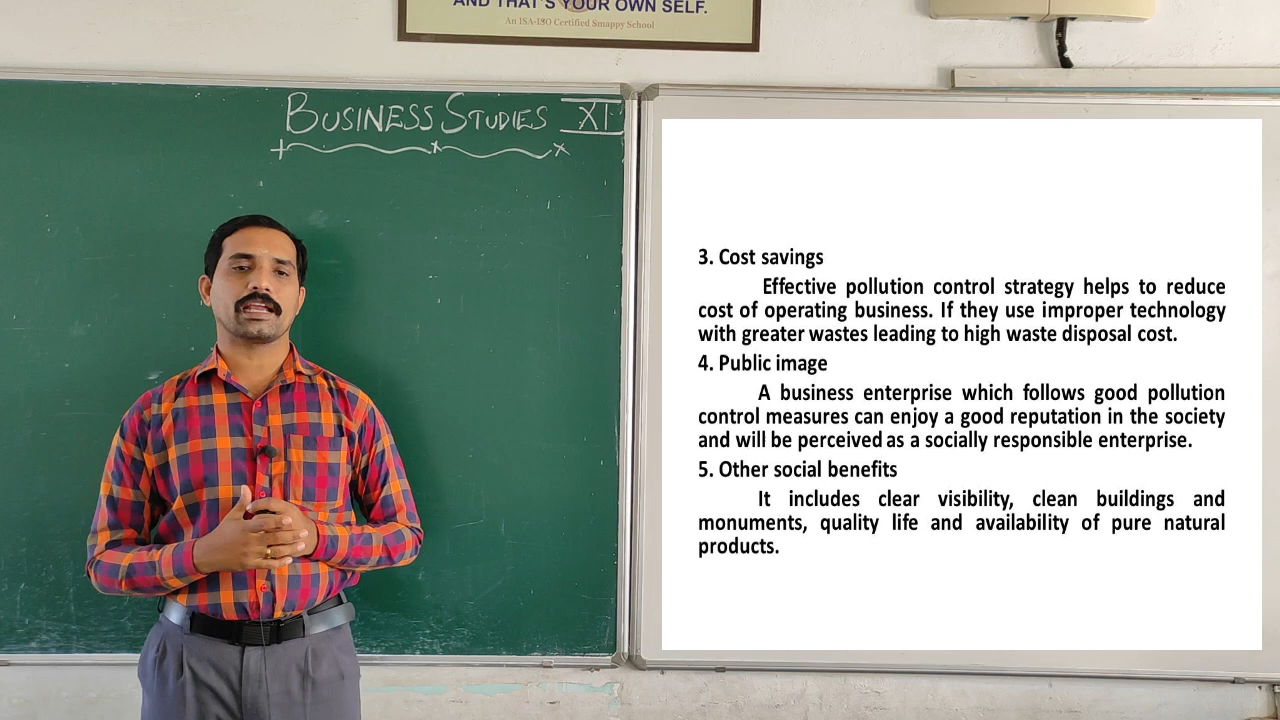 AND THAT'S YOUR OWN SELF.
An ISA-ISO Certified Smappy School
BUSINESS STUDIES XI
3. Cost savings
Effective pollution control strategy helps to reduce
cost of operating business. If they use improper technology
with greater wastes leading to high waste disposal cost.
4. Public image
A business enterprise which follows good pollution
control measures can enjoy a good reputation in the society
and will be perceived as a socially responsible enterprise.
5. Other social benefits
It includes clear visibility, clean buildings and
monuments, quality life and availability of pure natural
products.